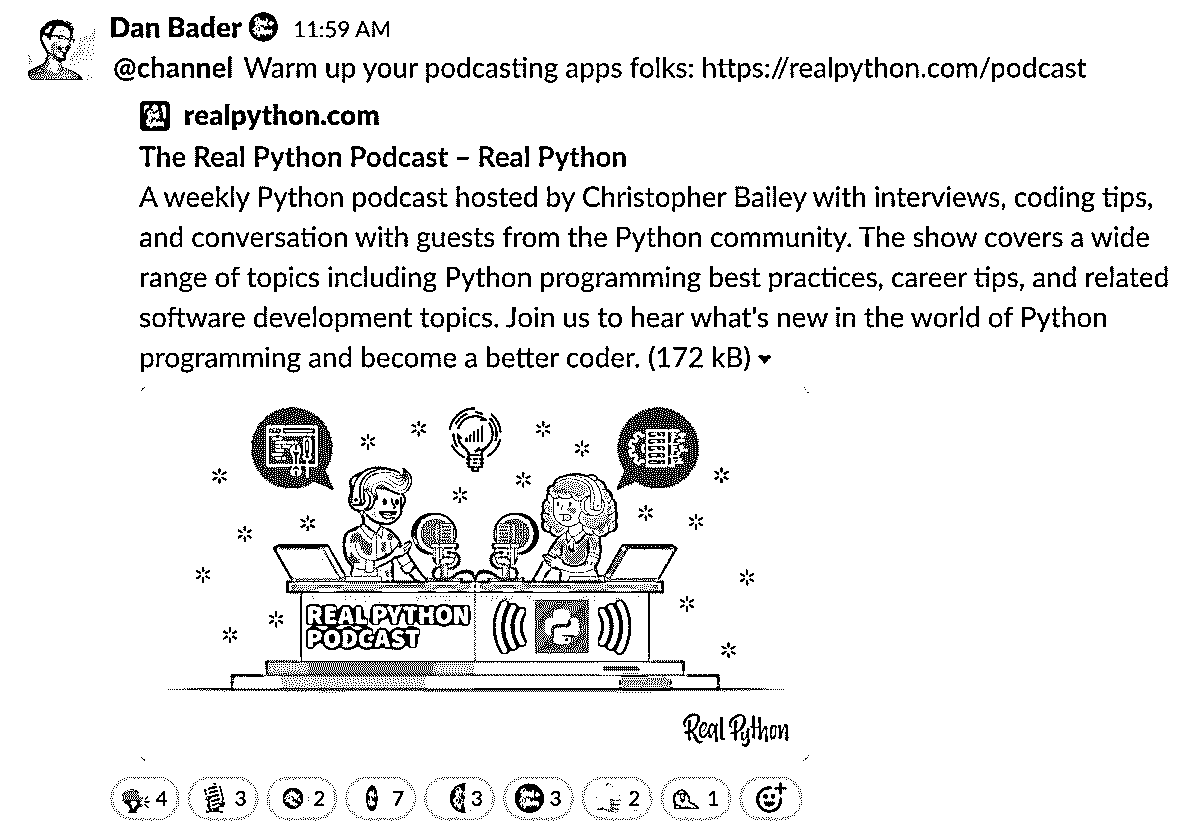 Dan Bader 11:59 AM
@channel Warm up your podcasting apps folks: https://realpython.com/podcast
realpython.com
The Real Python Podcast – Real Python
A weekly Python podcast hosted by Christopher Bailey with interviews, coding tips,
and conversation with guests from the Python community. The show covers a wide
range of topics including Python programming best practices, career tips, and related
software development topics. Join us to hear what's new in the world of Python
programming and become a better coder. (172 kB)
REAL PYTHON
PODCAST
Real Python
4 3 2 7 3 3 2 1